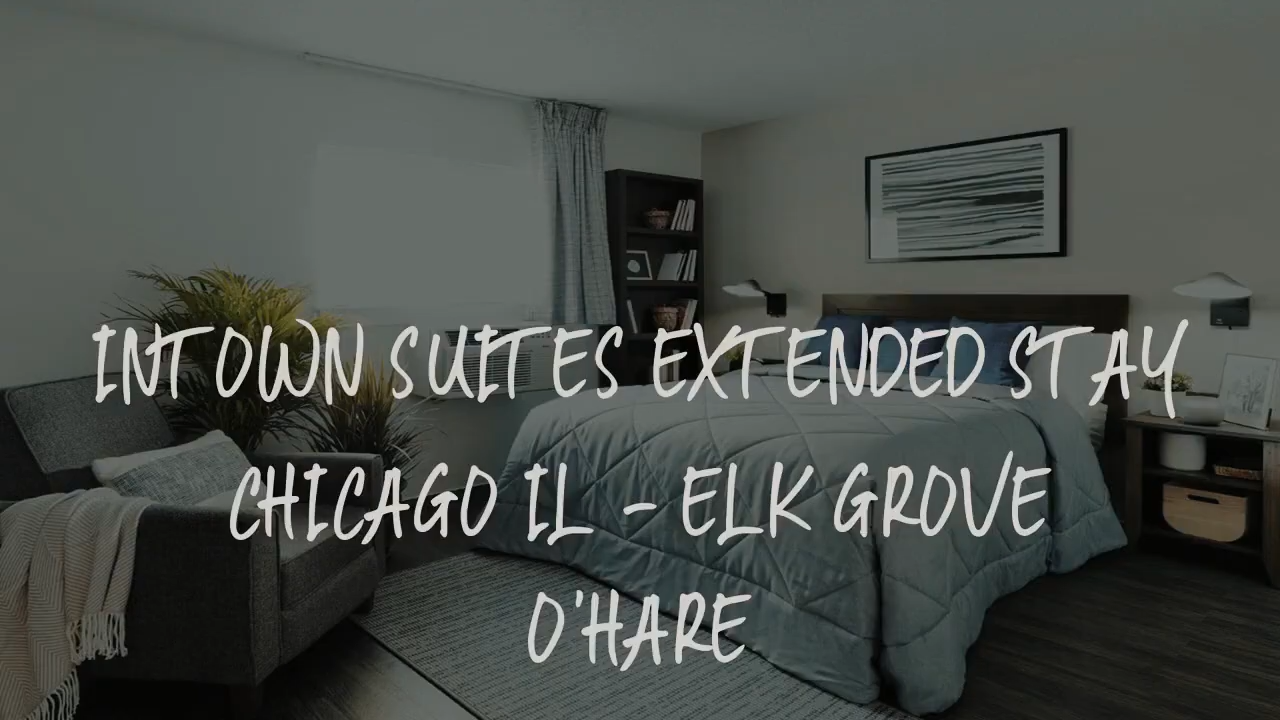 INTOWN SUITES EXTENDED STAY
CHICAGO IL - ELK GROVE
O'HARE